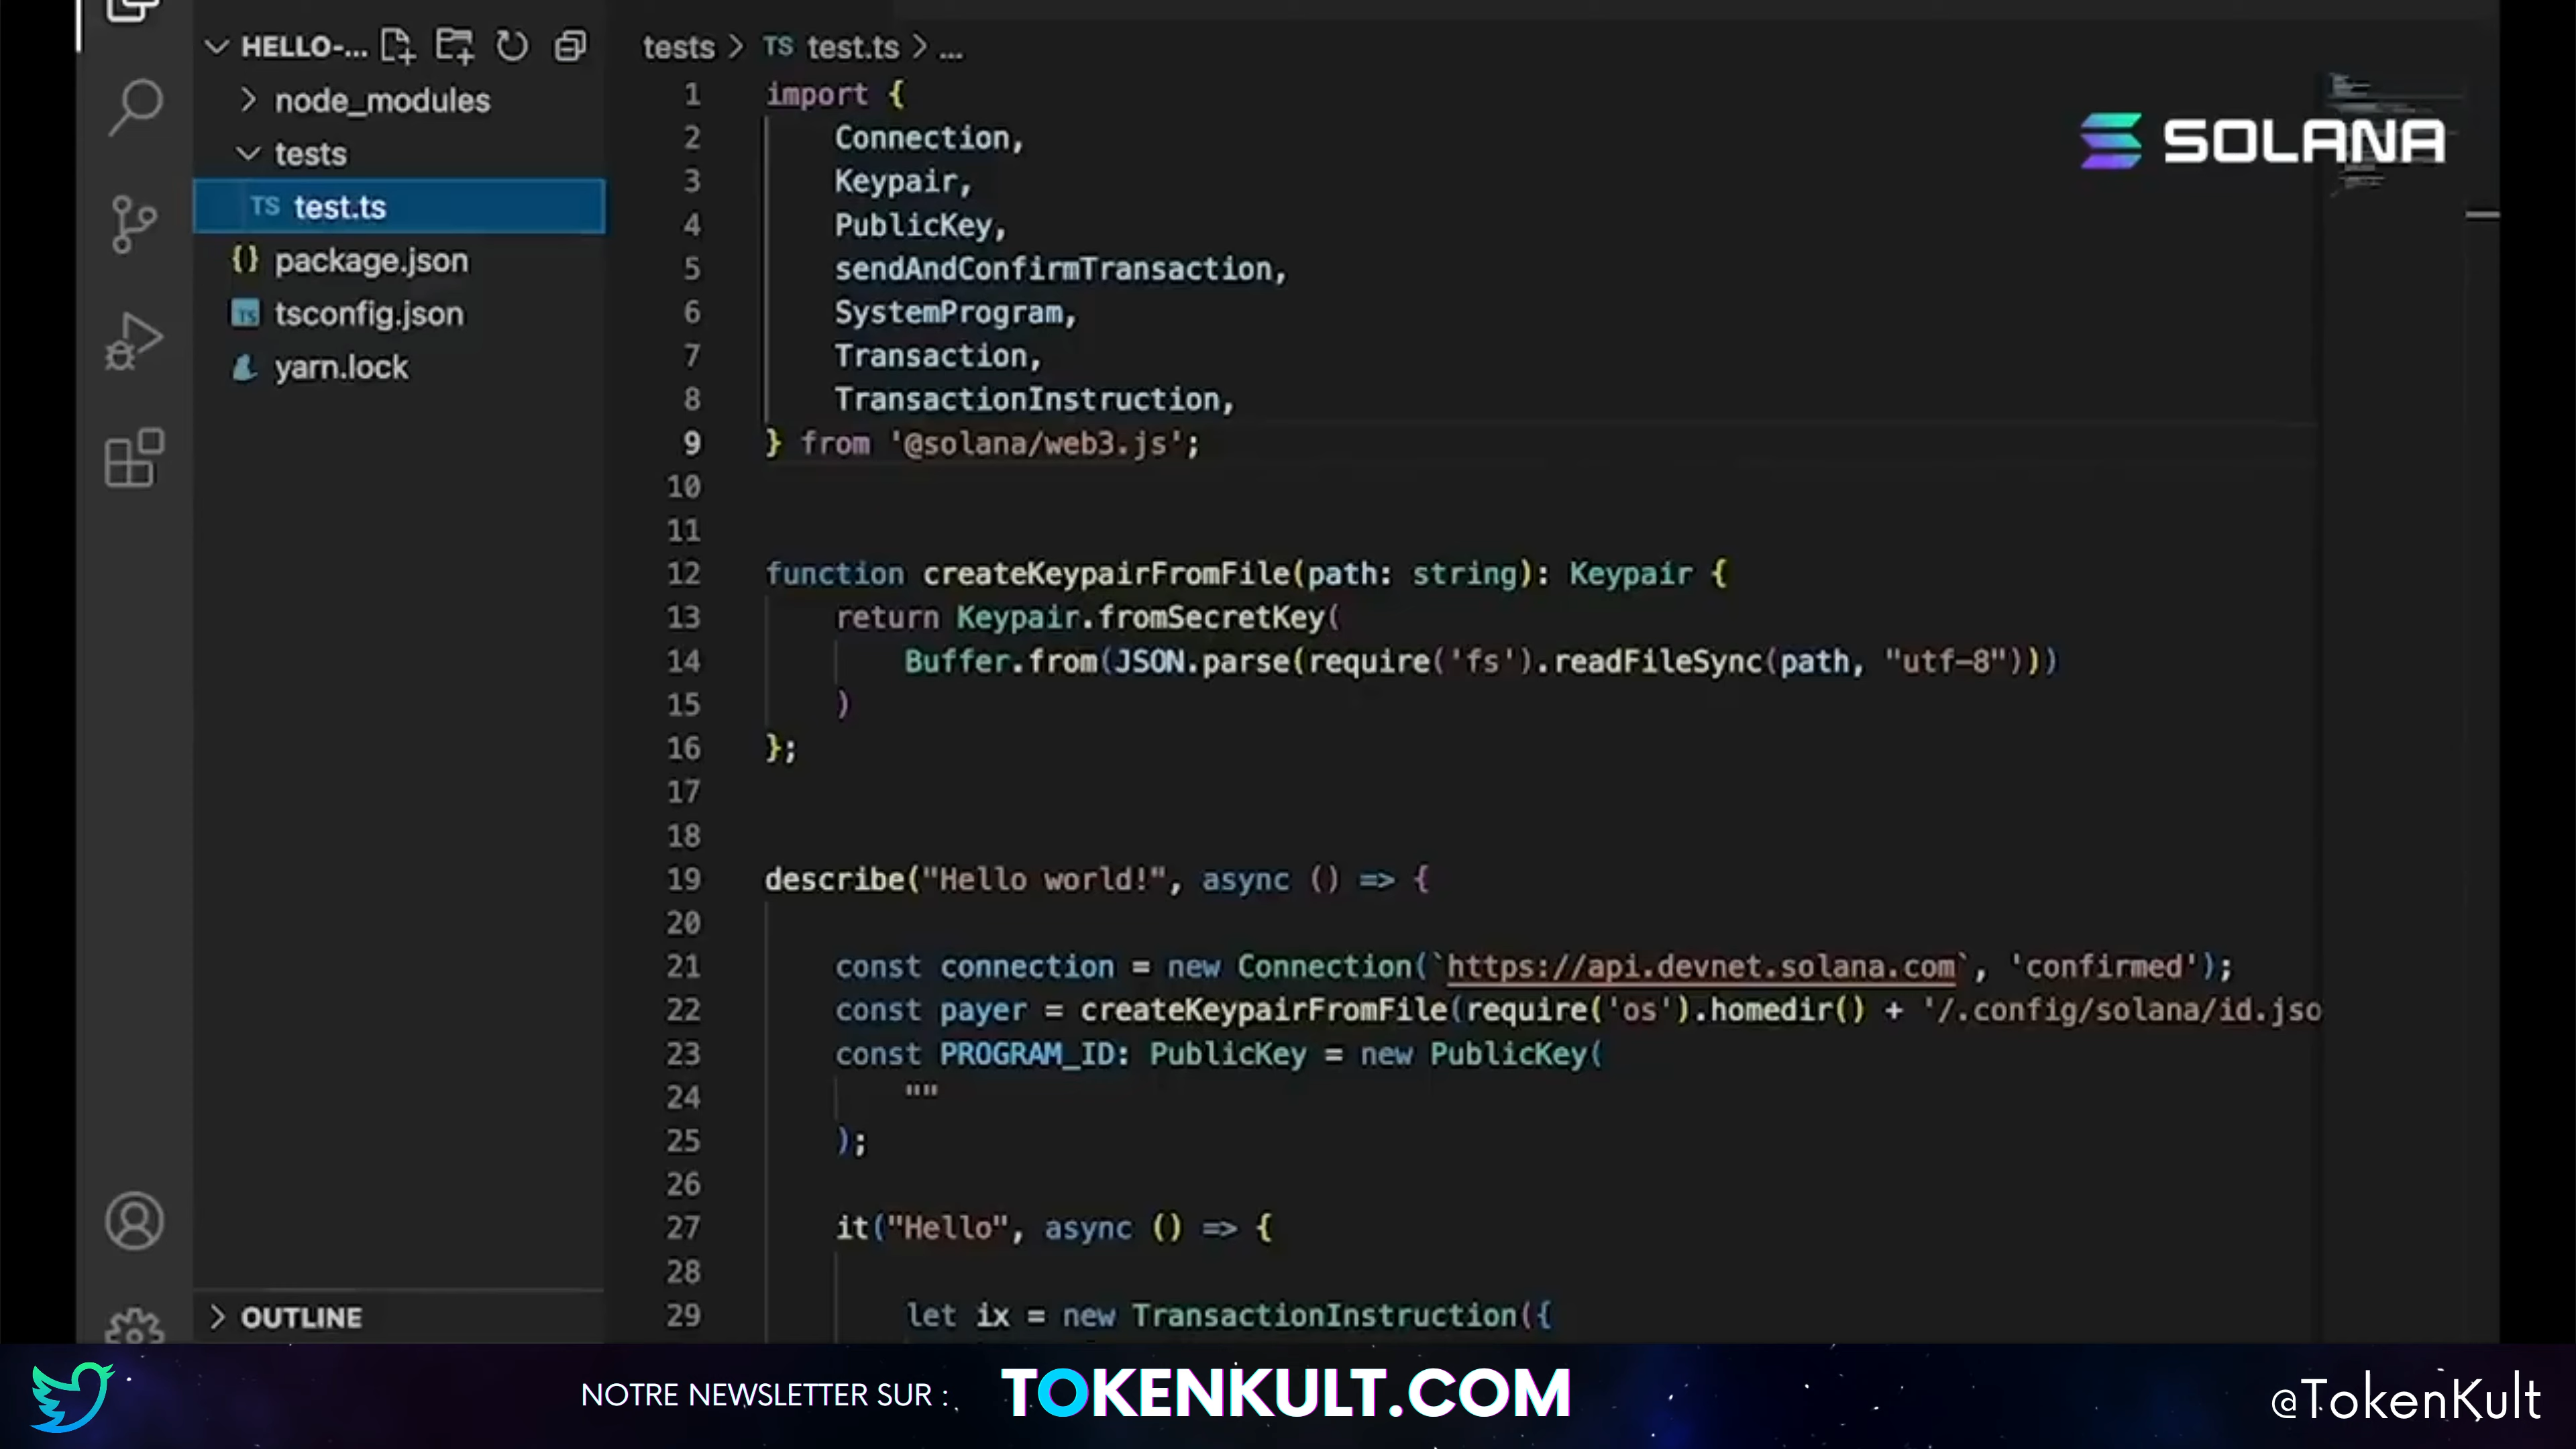 HELLO-...
node_modules
tests
TS test.ts
{} package.json
TS tsconfig.json
yarn.lock
OUTLINE
tests > TS test.ts > ...
1 import {
2     Connection,
3     Keypair,
4     PublicKey,
5     sendAndConfirmTransaction,
6     SystemProgram,
7     Transaction,
8     TransactionInstruction,
9 } from '@solana/web3.js';
10
11
12 function createKeypairFromFile(path: string): Keypair {
13     return Keypair.fromSecretKey(
14         Buffer.from(JSON.parse(require('fs').readFileSync(path, "utf-8")))
15     )
16 };
17
18
19 describe("Hello world!", async () => {
20
21     const connection = new Connection(`https://api.devnet.solana.com`, 'confirmed');
22     const payer = createKeypairFromFile(require('os').homedir() + '/.config/solana/id.jso
23     const PROGRAM_ID: PublicKey = new PublicKey(
24         ""
25     );
26
27     it("Hello", async () => {
28
29         let ix = new TransactionInstruction({
SOLANA
NOTRE NEWSLETTER SUR : TOKENKULT.COM
@TokenKult